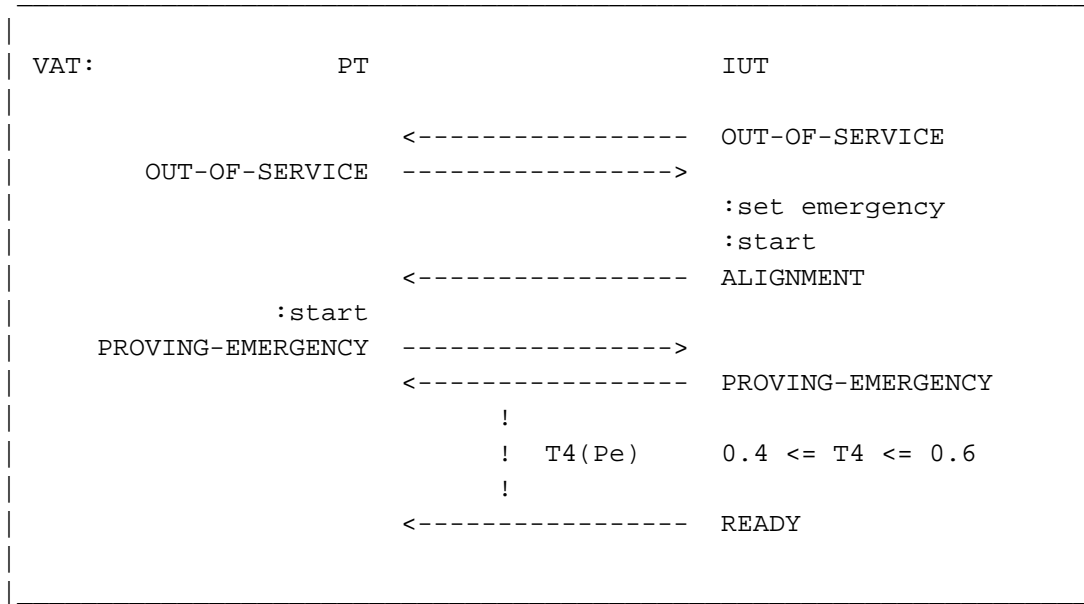 VAT: PT IUT
<----------------- OUT-OF-SERVICE
OUT-OF-SERVICE ----------------->
:set emergency
:start
<----------------- ALIGNMENT
:start
PROVING-EMERGENCY ----------------->
<----------------- PROVING-EMERGENCY
!
! T4(Pe) 0.4 <= T4 <= 0.6
!
<----------------- READY